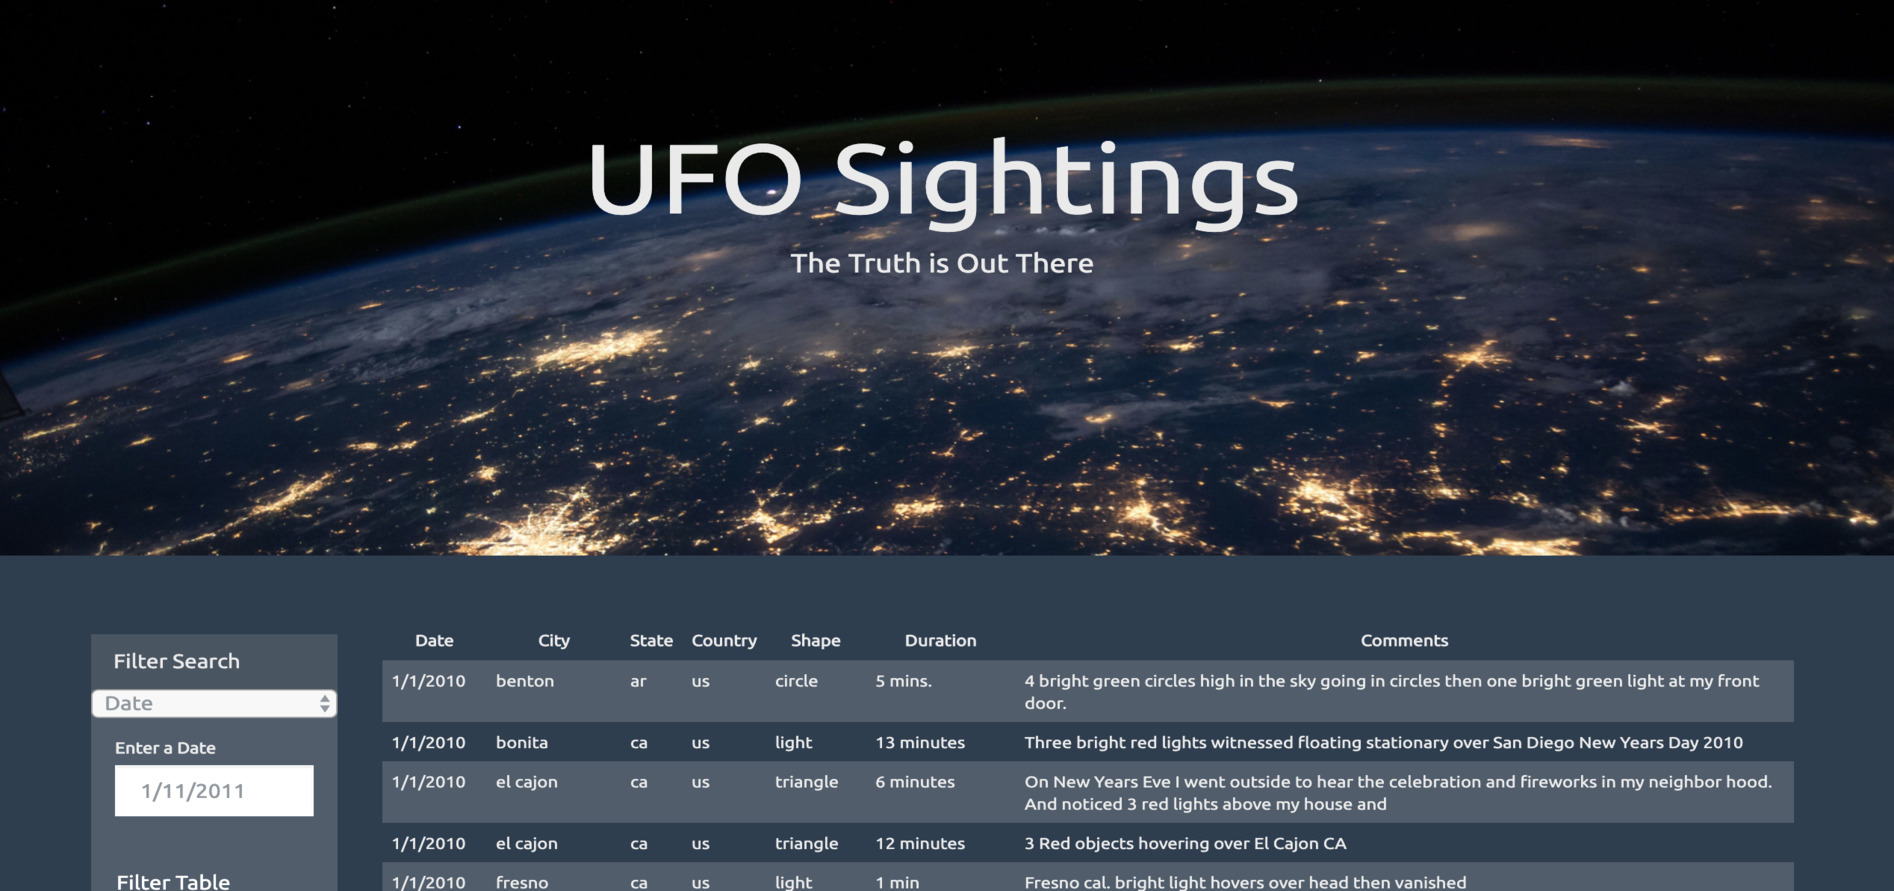 UFO Sightings
The Truth is Out There
Filter Search
Date
Enter a Date
1/11/2011
Filter Table
Date City State Country Shape Duration Comments
1/1/2010 benton ar us circle 5 mins. 4 bright green circles high in the sky going in circles then one bright green light at my front
door.
1/1/2010 bonita ca us light 13 minutes Three bright red lights witnessed floating stationary over San Diego New Years Day 2010
1/1/2010 el cajon ca us triangle 6 minutes On New Years Eve I went outside to hear the celebration and fireworks in my neighbor hood.
And noticed 3 red lights above my house and
1/1/2010 el cajon ca us triangle 12 minutes 3 Red objects hovering over El Cajon CA
1/1/2010 fresno ca us light 1 min Fresno cal. bright light hovers over head then vanished